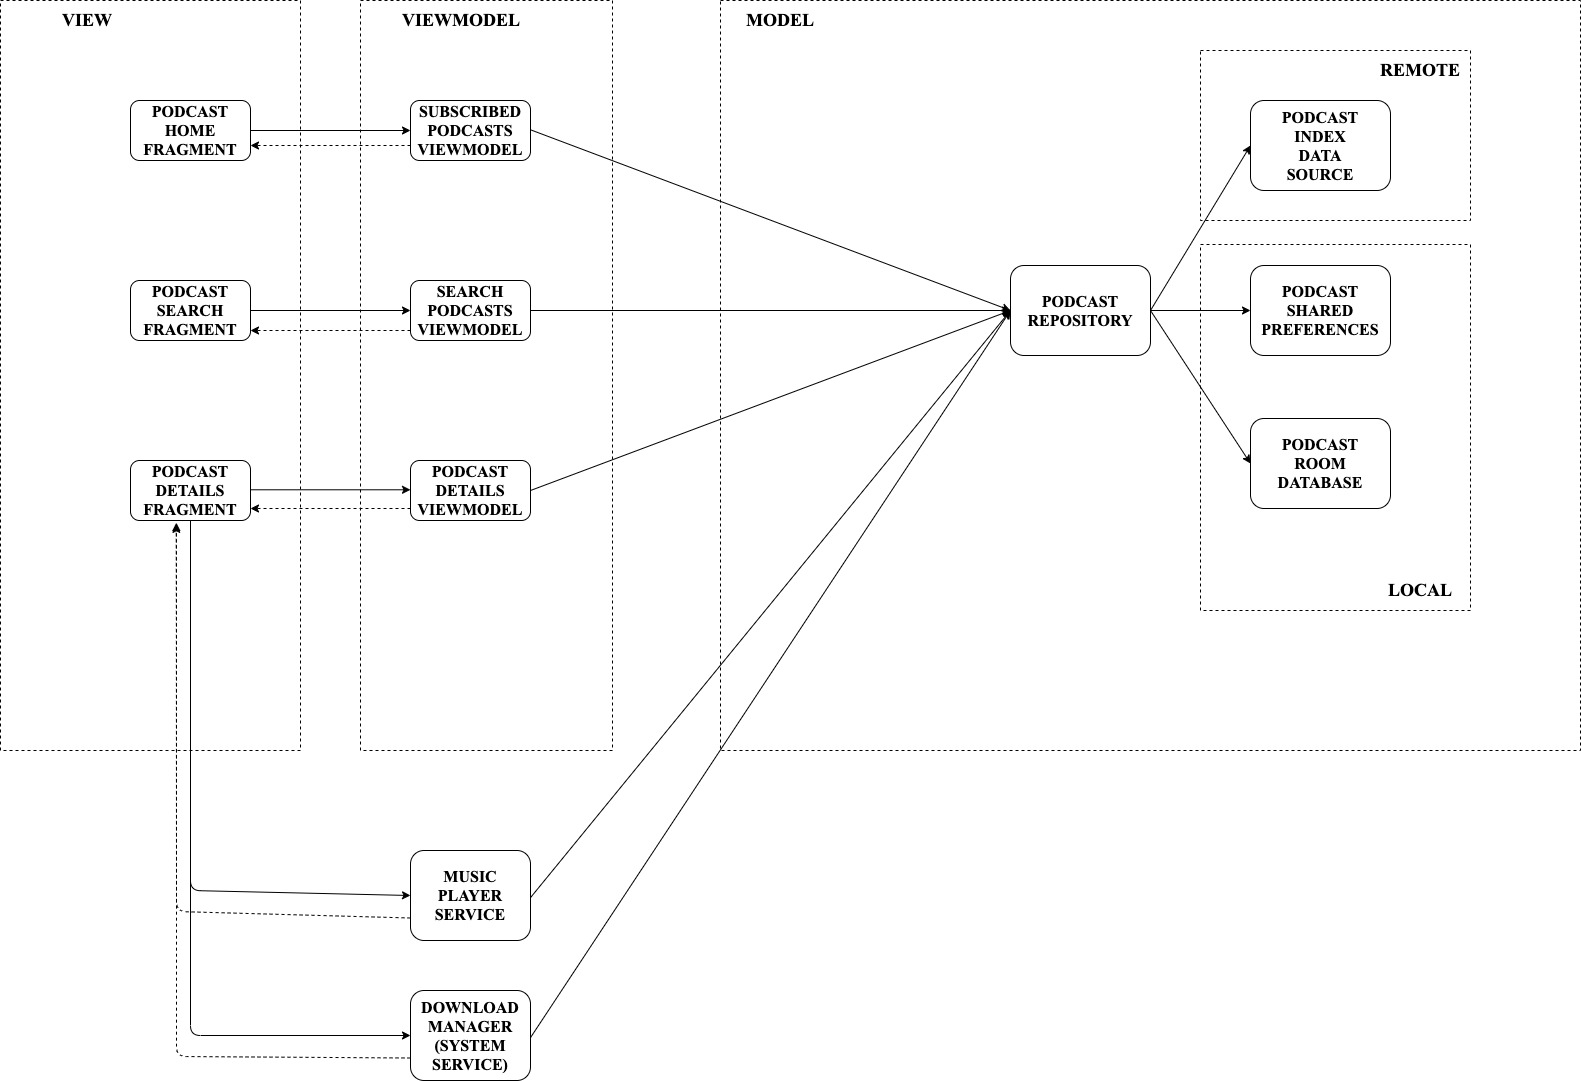 VIEW
VIEWMODEL
MODEL
REMOTE
PODCAST
HOME
FRAGMENT
SUBSCRIBED
PODCASTS
VIEWMODEL
PODCAST
INDEX
DATA
SOURCE
PODCAST
SEARCH
FRAGMENT
SEARCH
PODCASTS
VIEWMODEL
PODCAST
REPOSITORY
PODCAST
SHARED
PREFERENCES
PODCAST
DETAILS
FRAGMENT
PODCAST
DETAILS
VIEWMODEL
PODCAST
ROOM
DATABASE
LOCAL
MUSIC
PLAYER
SERVICE
DOWNLOAD
MANAGER
(SYSTEM
SERVICE)